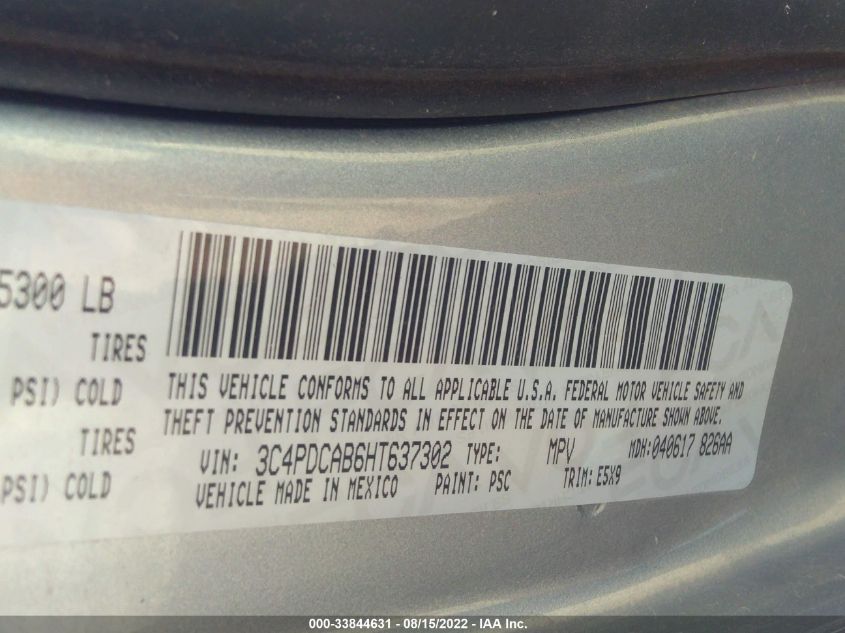 5300 LB
TIRES
PSI) COLD
TIRES
PSI) COLD
THIS VEHICLE CONFORMS TO ALL APPLICABLE U.S.A. FEDERAL MOTOR VEHICLE SAFETY AND
THEFT PREVENTION STANDARDS IN EFFECT ON THE DATE OF MANUFACTURE SHOWN ABOVE.
VIN: 3C4PDCAB6HT637302 TYPE: MPV MDH:040617 826AA
VEHICLE MADE IN MEXICO PAINT: PSC TRIM: E5X9
000-33844631 - 08/15/2022 - IAA Inc.